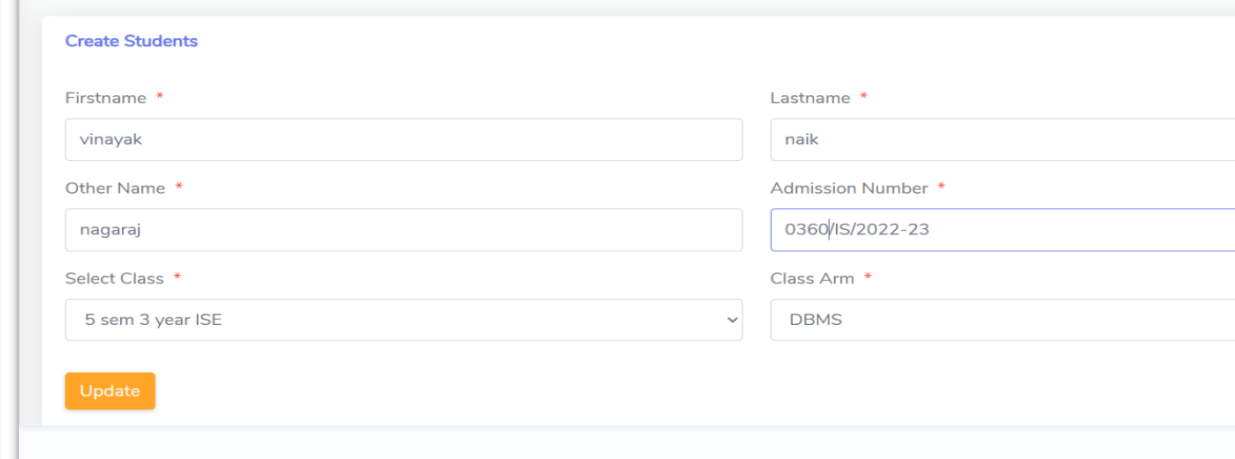 Create Students
Firstname * Lastname *
vinayak naik
Other Name * Admission Number *
nagaraj 0360/IS/2022-23
Select Class * Class Arm *
5 sem 3 year ISE DBMS
Update